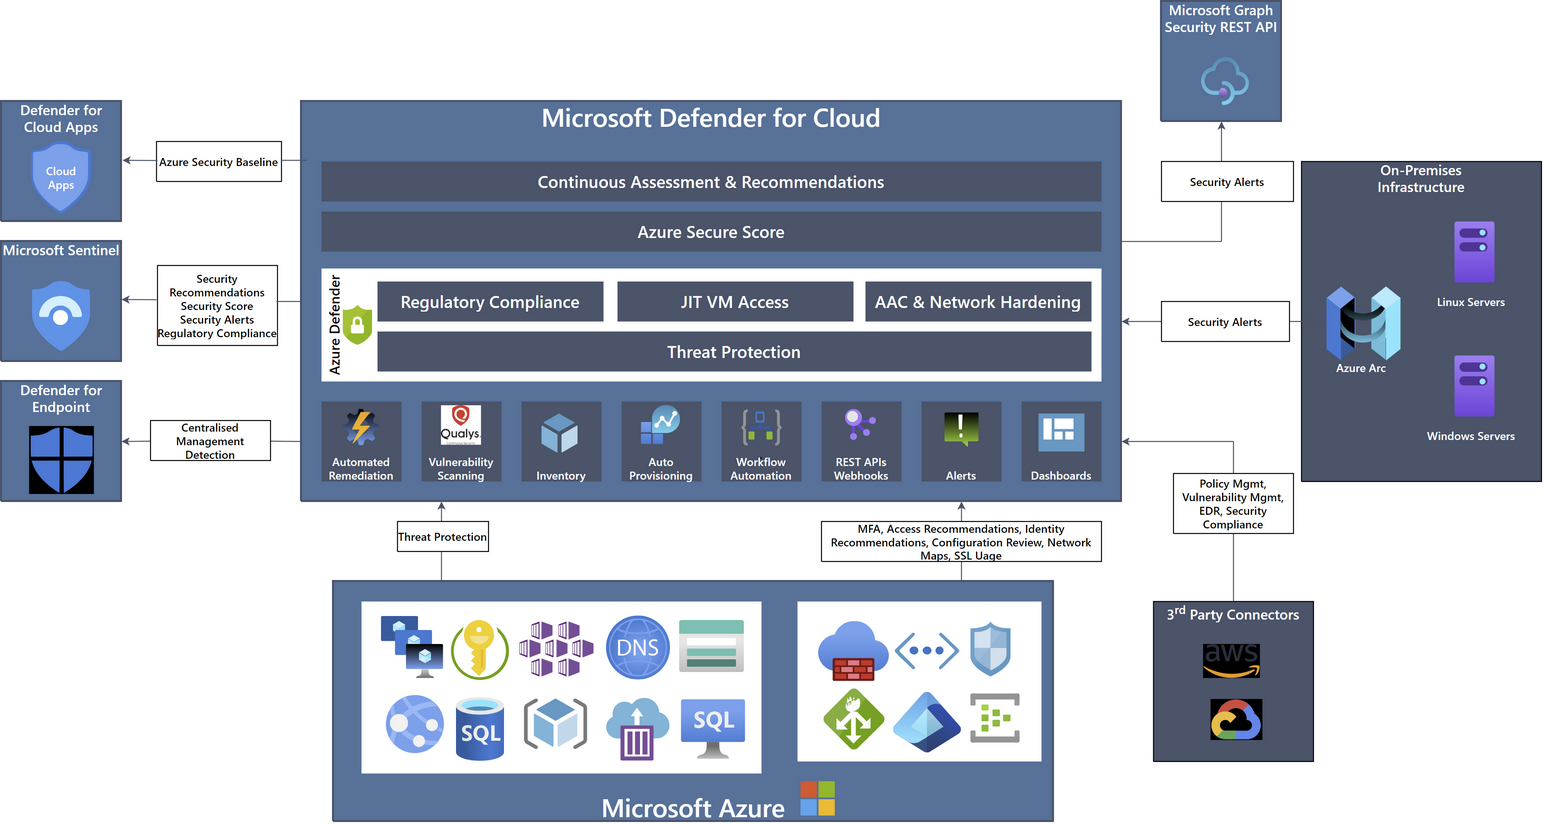 Microsoft Graph
Security REST API
Defender for
Cloud Apps
Cloud
Apps
Azure Security Baseline
Microsoft Sentinel
Security
Recommendations
Security Score
Security Alerts
Regulatory Compliance
Defender for
Endpoint
Centralised
Management
Detection
Microsoft Defender for Cloud
Continuous Assessment & Recommendations
Azure Secure Score
Azure Defender
Regulatory Compliance
JIT VM Access
AAC & Network Hardening
Threat Protection
Automated
Remediation
Qualys.
Vulnerability
Scanning
Inventory
Auto
Provisioning
Workflow
Automation
REST APIs
Webhooks
Alerts
Dashboards
Security Alerts
Security Alerts
On-Premises
Infrastructure
Linux Servers
Azure Arc
Windows Servers
Policy Mgmt,
Vulnerability Mgmt,
EDR, Security
Compliance
3rd Party Connectors
aws
Threat Protection
MFA, Access Recommendations, Identity
Recommendations, Configuration Review, Network
Maps, SSL Uage
DNS
SQL
SQL
Microsoft Azure